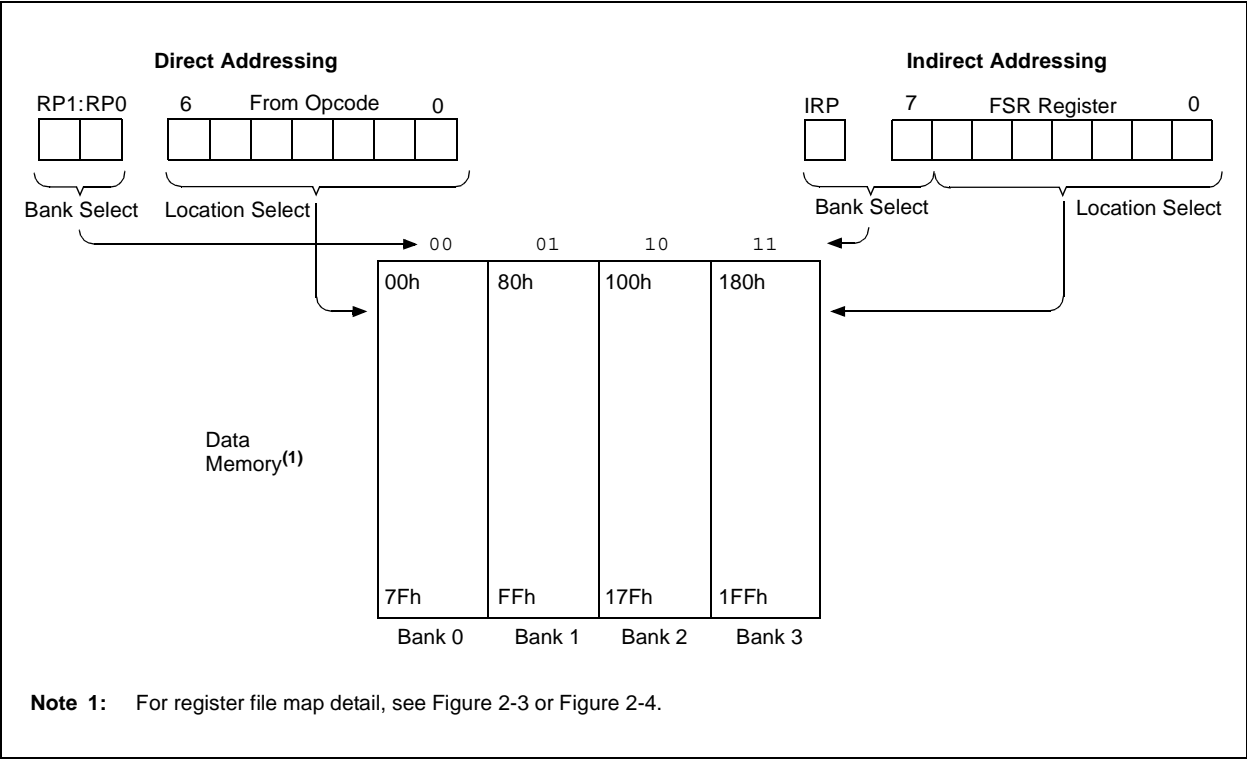 Direct Addressing
Indirect Addressing
RP1:RP0 6 From Opcode 0
IRP 7 FSR Register 0
Bank Select Location Select
Bank Select Location Select
00 01 10 11
00h 80h 100h 180h
Data
Memory(1)
7Fh FFh 17Fh 1FFh
Bank 0 Bank 1 Bank 2 Bank 3
Note 1: For register file map detail, see Figure 2-3 or Figure 2-4.